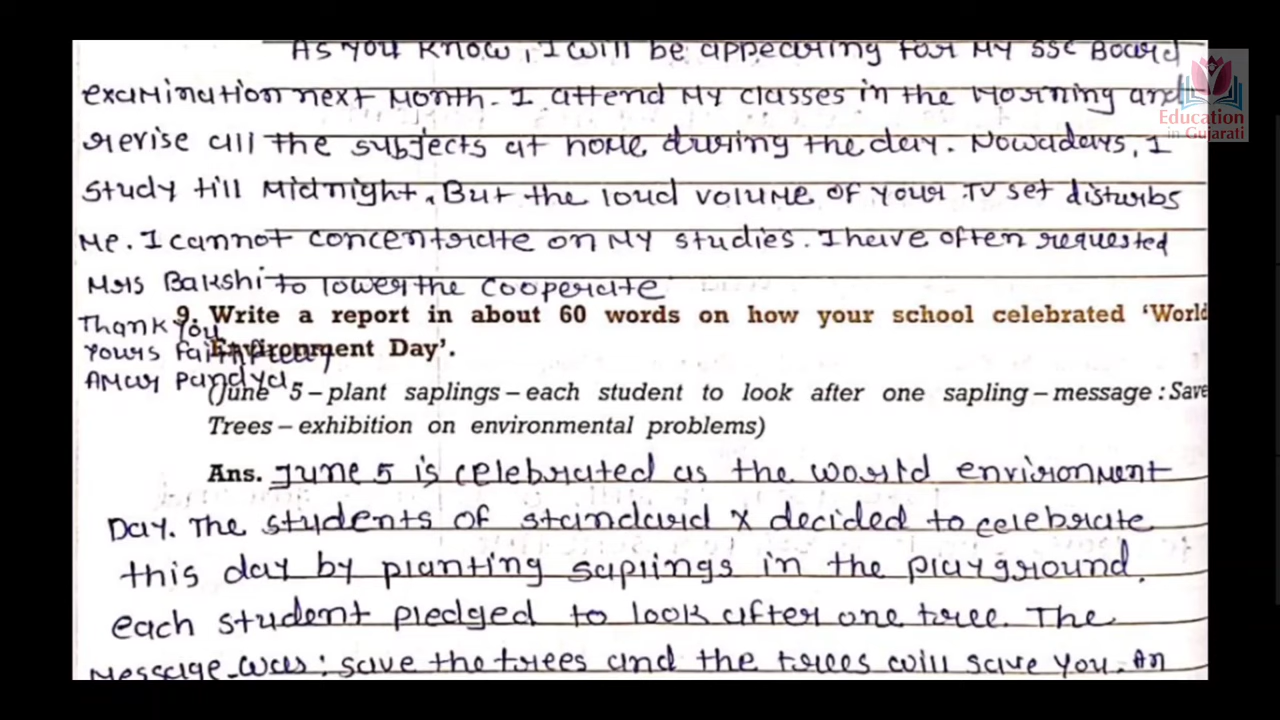 As you know, I will be appearing for my SSC Board
examination next month. I attend my classes in the morning and
revise all the subjects at home during the day. Nowadays, I
study till midnight. But the loud volume of your TV set disturbs
me. I cannot concentrate on my studies. I have often requested
Mrs Bakshi to lower the cooperate
Thank you
yours faithfully
Amar Pandya
9. Write a report in about 60 words on how your school celebrated ‘World
Environment Day’.
(June 5 – plant saplings – each student to look after one sapling – message : Save
Trees – exhibition on environmental problems)
Ans. June 5 is celebrated as the world environment
Day. The students of standard X decided to celebrate
this day by planting saplings in the playground.
each student pledged to look after one tree. The
message was: save the trees and the trees will save you. An
Education
in Gujarati